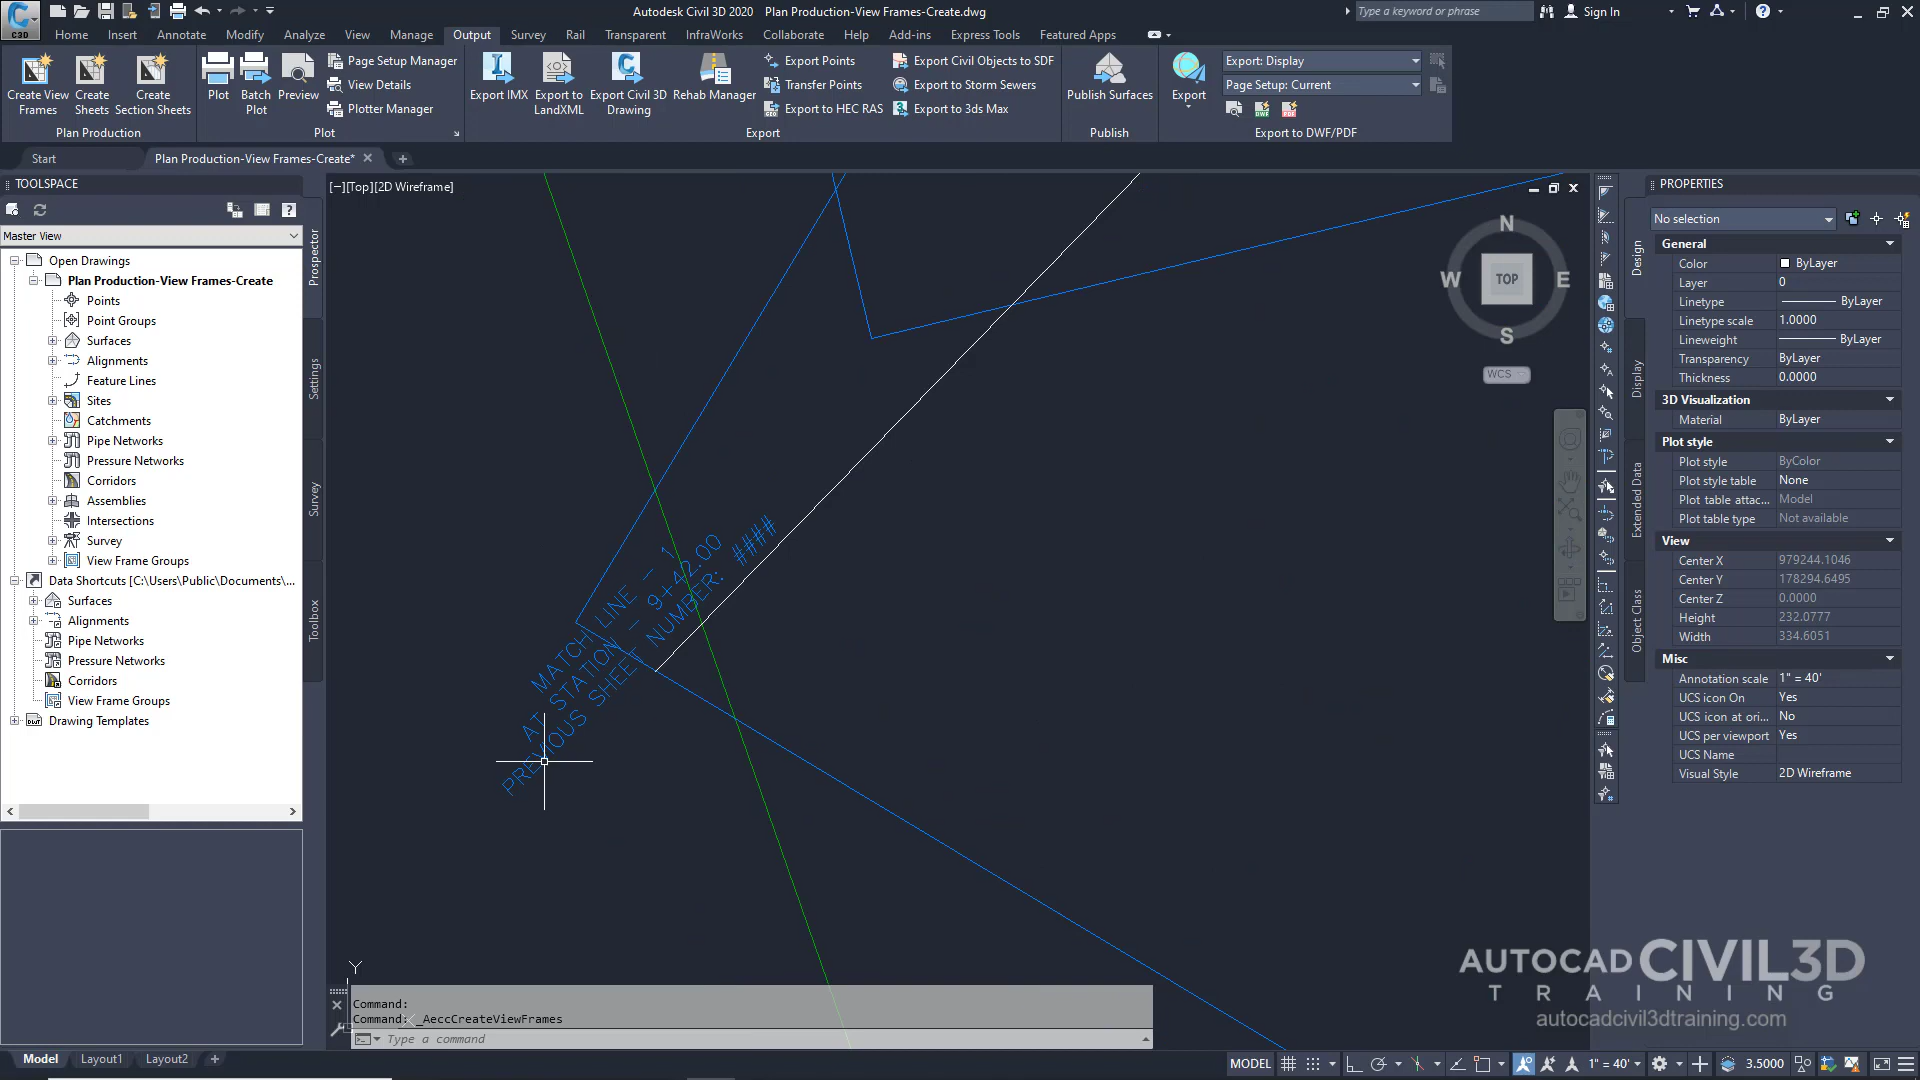 C3D
Autodesk Civil 3D 2020 Plan Production-View Frames-Create.dwg
Type a keyword or phrase
Sign In
Home Insert Annotate Modify Analyze View Manage Output Survey Rail Transparent InfraWorks Collaborate Help Add-ins Express Tools Featured Apps
Create View Frames
Create Sheets
Create Section Sheets
Plan Production
Plot
Batch Plot
Preview
Page Setup Manager
View Details
Plotter Manager
Plot
Export IMX
Export to LandXML
Export Civil 3D Drawing
Rehab Manager
Export Points
Transfer Points
Export to HEC RAS
Export Civil Objects to SDF
Export to Storm Sewers
Export to 3ds Max
Export
Publish Surfaces
Publish
Export
Export: Display
Page Setup: Current
Export to DWF/PDF
Start
Plan Production-View Frames-Create*
TOOLSPACE
Master View
Open Drawings
Plan Production-View Frames-Create
Points
Point Groups
Surfaces
Alignments
Feature Lines
Sites
Catchments
Pipe Networks
Pressure Networks
Corridors
Assemblies
Intersections
Survey
View Frame Groups
Data Shortcuts [C:\Users\Public\Documents\...
Surfaces
Alignments
Pipe Networks
Pressure Networks
Corridors
View Frame Groups
Drawing Templates
Prospector
Settings
Survey
Toolbox
[−][Top][2D Wireframe]
MATCH LINE - 1
AT STATION - 9+42.00
PREVIOUS SHEET NUMBER: ####
N
W TOP E
S
WCS
Y
Command:
Command: _AeccCreateViewFrames
Type a command
PROPERTIES
No selection
Design
Display
Extended Data
Object Class
General
Color ByLayer
Layer 0
Linetype ByLayer
Linetype scale 1.0000
Lineweight ByLayer
Transparency ByLayer
Thickness 0.0000
3D Visualization
Material ByLayer
Plot style
Plot style ByColor
Plot style table None
Plot table attac... Model
Plot table type Not available
View
Center X 979244.1046
Center Y 178294.6495
Center Z 0.0000
Height 232.0777
Width 334.6051
Misc
Annotation scale 1" = 40'
UCS icon On Yes
UCS icon at ori... No
UCS per viewport Yes
UCS Name
Visual Style 2D Wireframe
AUTOCAD CIVIL3D
TRAINING
autocadcivil3dtraining.com
Model Layout1 Layout2
MODEL 1" = 40' 3.5000